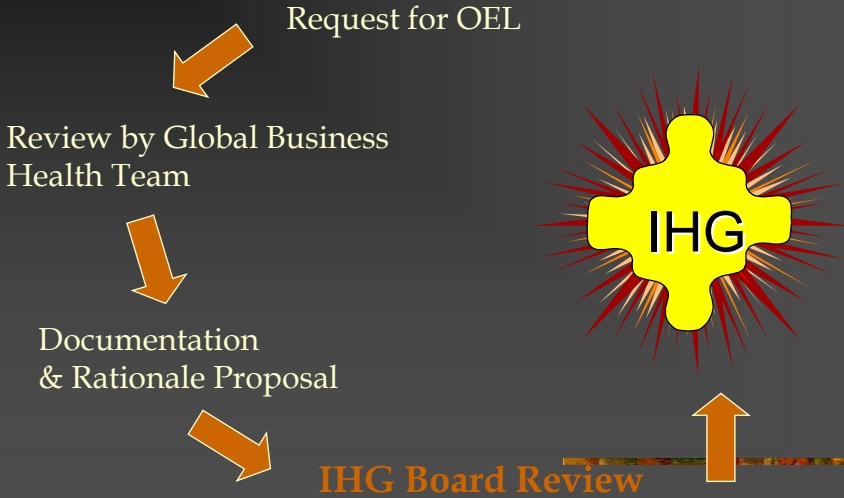 Request for OEL
Review by Global Business
Health Team
IHG
Documentation
& Rationale Proposal
IHG Board Review